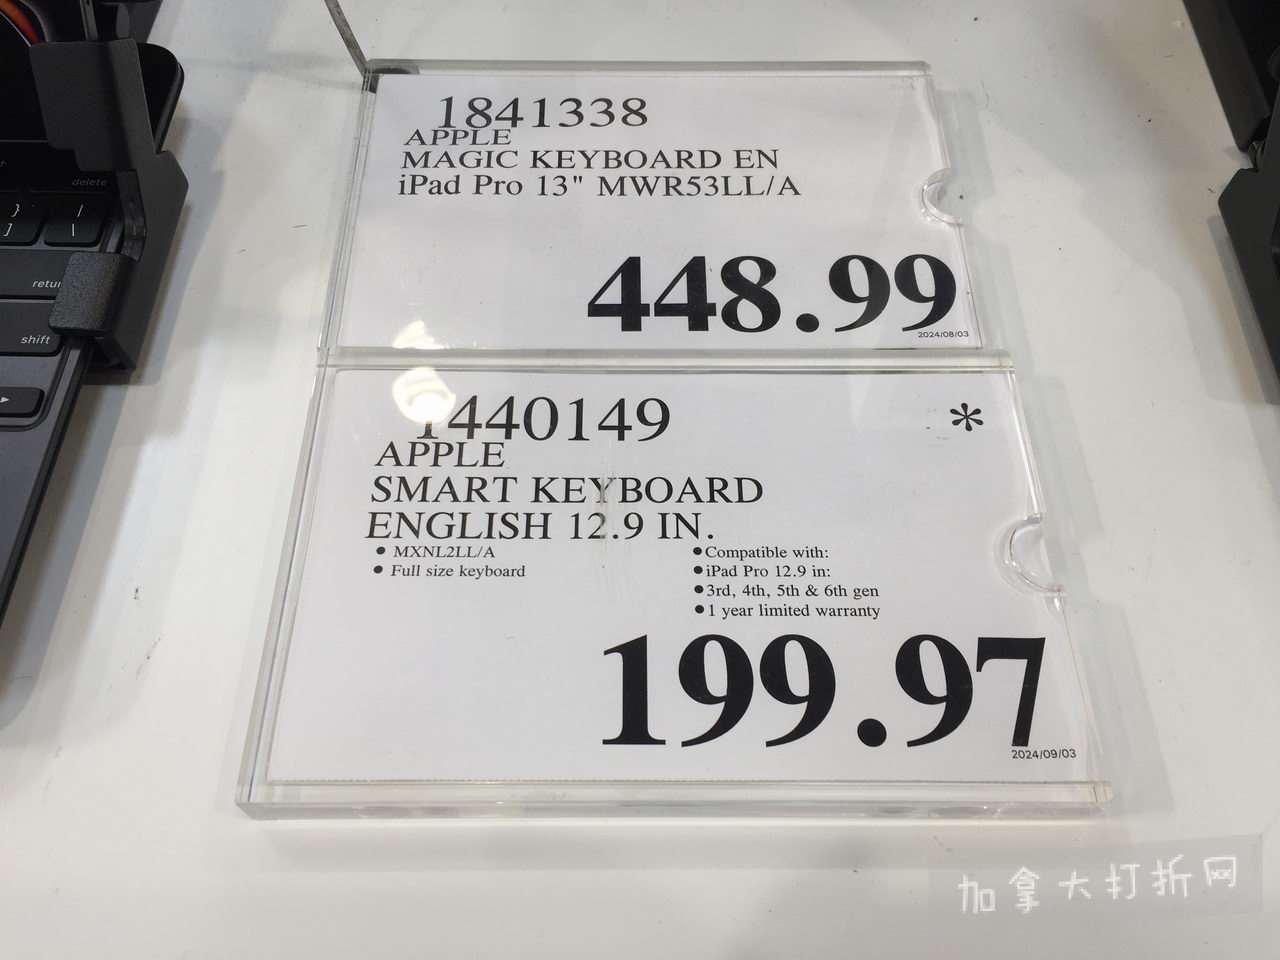 delete
}
]
|
\
return
shift
1841338
APPLE
MAGIC KEYBOARD EN
iPad Pro 13" MWR53LL/A
448.99
2024/08/03
1440149
*
APPLE
SMART KEYBOARD
ENGLISH 12.9 IN.
• MXNL2LL/A
• Full size keyboard
• Compatible with:
• iPad Pro 12.9 in:
• 3rd, 4th, 5th & 6th gen
• 1 year limited warranty
199.97
2024/09/03
加拿大打折网